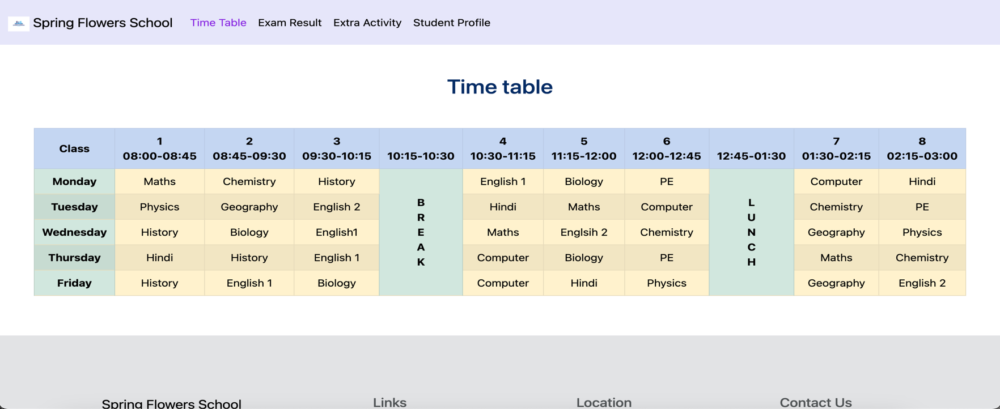 Spring Flowers School Time Table Exam Result Extra Activity Student Profile
Time table
Class 1 2 3 4 5 6 7 8
08:00-08:45 08:45-09:30 09:30-10:15 10:15-10:30 10:30-11:15 11:15-12:00 12:00-12:45 12:45-01:30 01:30-02:15 02:15-03:00
Monday Maths Chemistry History English 1 Biology PE Computer Hindi
Tuesday Physics Geography English 2 Hindi Maths Computer Chemistry PE
Wednesday History Biology English1 Maths Englsih 2 Chemistry Geography Physics
Thursday Hindi History English 1 Computer Biology PE Maths Chemistry
Friday History English 1 Biology Computer Hindi Physics Geography English 2
B
R
E
A
K
L
U
N
C
H
Spring Flowers School Links Location Contact Us